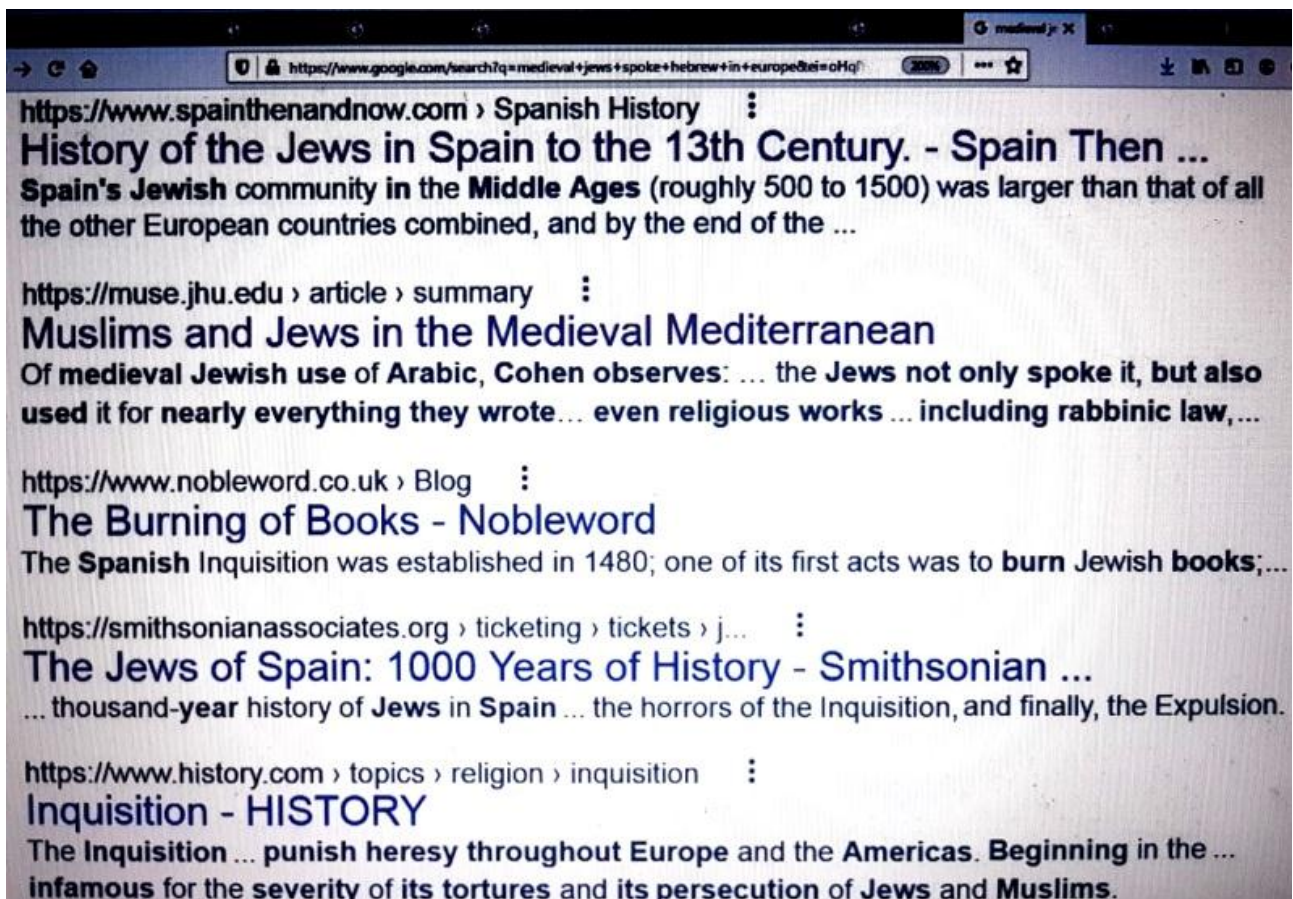 medieval je
https://www.google.com/search?q=medieval+jews+spoke+hebrew+in+europe&ei=oHq
200%
https://www.spainthenandnow.com › Spanish History
History of the Jews in Spain to the 13th Century. - Spain Then ...
Spain's Jewish community in the Middle Ages (roughly 500 to 1500) was larger than that of all
the other European countries combined, and by the end of the ...
https://muse.jhu.edu › article › summary
Muslims and Jews in the Medieval Mediterranean
Of medieval Jewish use of Arabic, Cohen observes: ... the Jews not only spoke it, but also
used it for nearly everything they wrote... even religious works ... including rabbinic law,...
https://www.nobleword.co.uk › Blog
The Burning of Books - Nobleword
The Spanish Inquisition was established in 1480; one of its first acts was to burn Jewish books;...
https://smithsonianassociates.org › ticketing › tickets › j...
The Jews of Spain: 1000 Years of History - Smithsonian ...
... thousand-year history of Jews in Spain ... the horrors of the Inquisition, and finally, the Expulsion.
https://www.history.com › topics › religion › inquisition
Inquisition - HISTORY
The Inquisition ... punish heresy throughout Europe and the Americas. Beginning in the ...
infamous for the severity of its tortures and its persecution of Jews and Muslims.